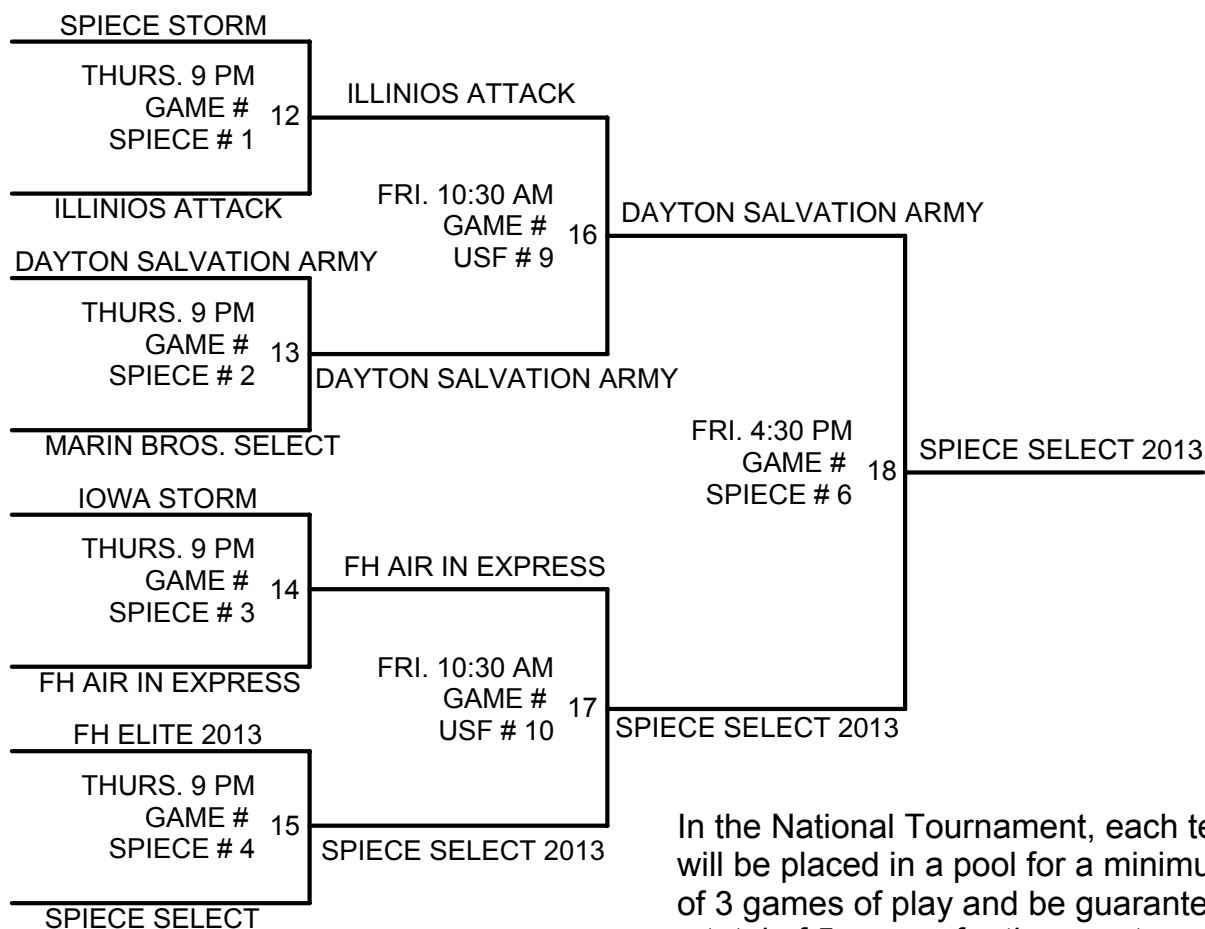 SPIECE STORM
THURS. 9 PM
GAME # 12
SPIECE # 1
ILLINIOS ATTACK
ILLINIOS ATTACK
FRI. 10:30 AM
GAME # 16
USF # 9
DAYTON SALVATION ARMY
DAYTON SALVATION ARMY
THURS. 9 PM
GAME # 13
SPIECE # 2
DAYTON SALVATION ARMY
MARIN BROS. SELECT
FRI. 4:30 PM
GAME # 18
SPIECE # 6
SPIECE SELECT 2013
IOWA STORM
THURS. 9 PM
GAME # 14
SPIECE # 3
FH AIR IN EXPRESS
FH AIR IN EXPRESS
FRI. 10:30 AM
GAME # 17
USF # 10
SPIECE SELECT 2013
FH ELITE 2013
THURS. 9 PM
GAME # 15
SPIECE # 4
SPIECE SELECT 2013
SPIECE SELECT
In the National Tournament, each
will be placed in a pool for a
of 3 games of play and be